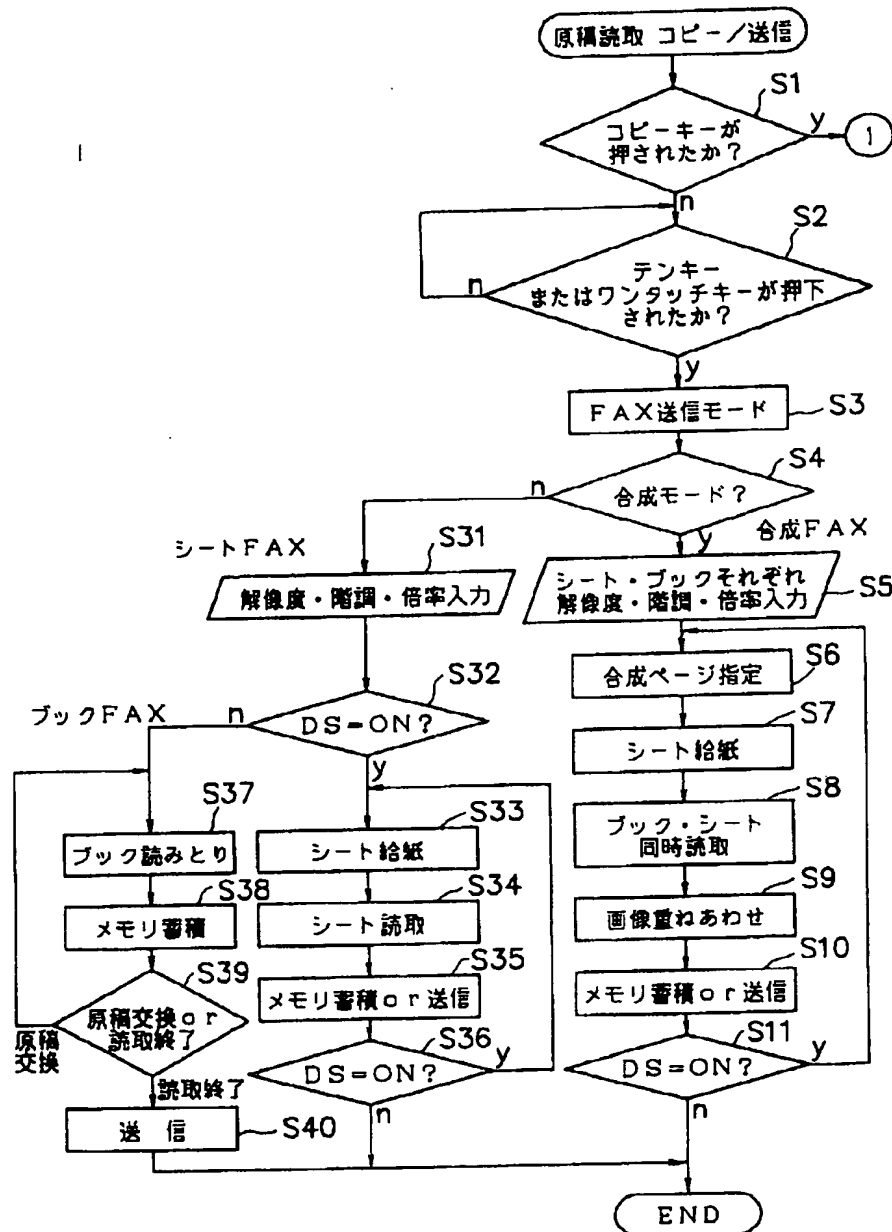 原稿読取 コピー/送信
S1
コピーキーが
押されたか?
y
1
n
S2
テンキー
またはワンタッチキーが押下
されたか?
n
y
FAX送信モード
S3
S4
合成モード?
n
y
合成FAX
シートFAX
S31
解像度・階調・倍率入力
シート・ブックそれぞれ
解像度・階調・倍率入力
S5
S32
DS=ON?
n
ブックFAX
y
S6
合成ページ指定
S7
シート給紙
S8
ブック・シート
同時読取
S9
画像重ねあわせ
S10
メモリ蓄積or送信
S11
DS=ON?
y
n
S33
シート給紙
S34
シート読取
S35
メモリ蓄積or送信
S36
DS=ON?
y
n
S37
ブック読みとり
S38
メモリ蓄積
S39
原稿交換or
読取終了
原稿
交換
読取終了
送 信
S40
END